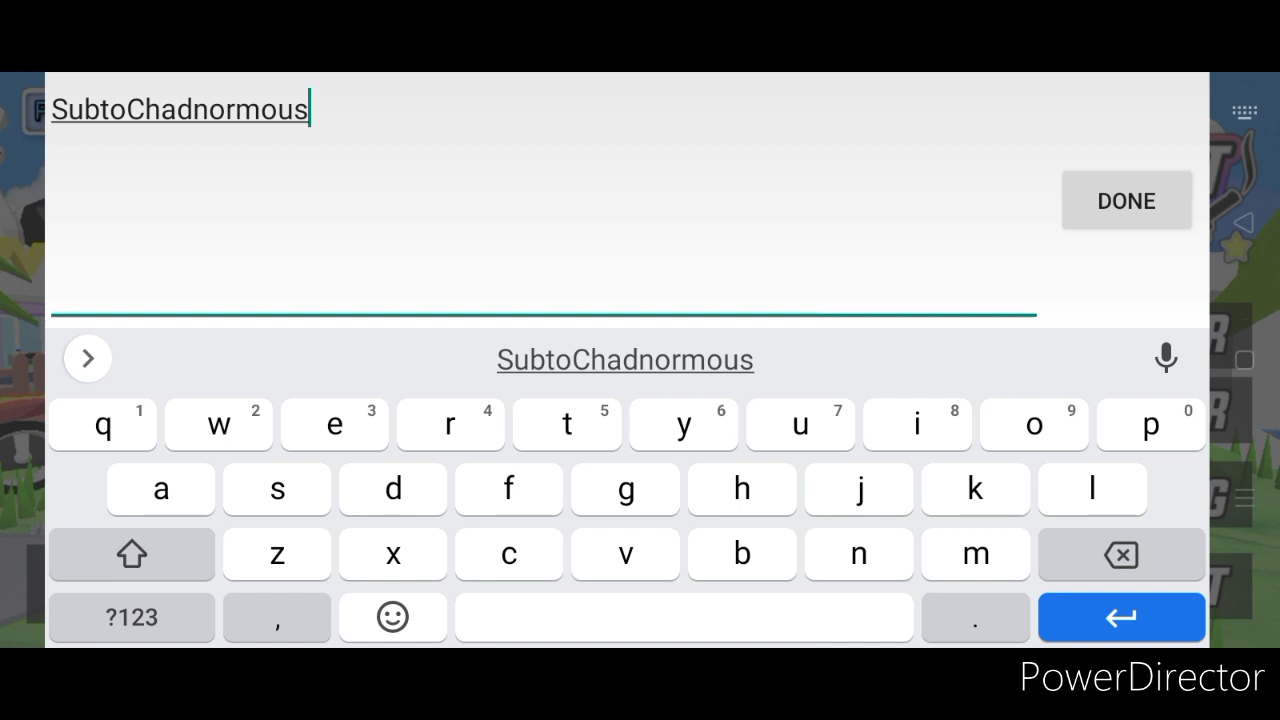 SubtoChadnormous
DONE
SubtoChadnormous
q 1 w 2 e 3 r 4 t 5 y 6 u 7 i 8 o 9 p 0
a s d f g h j k l
z x c v b n m
?123 , .
PowerDirector